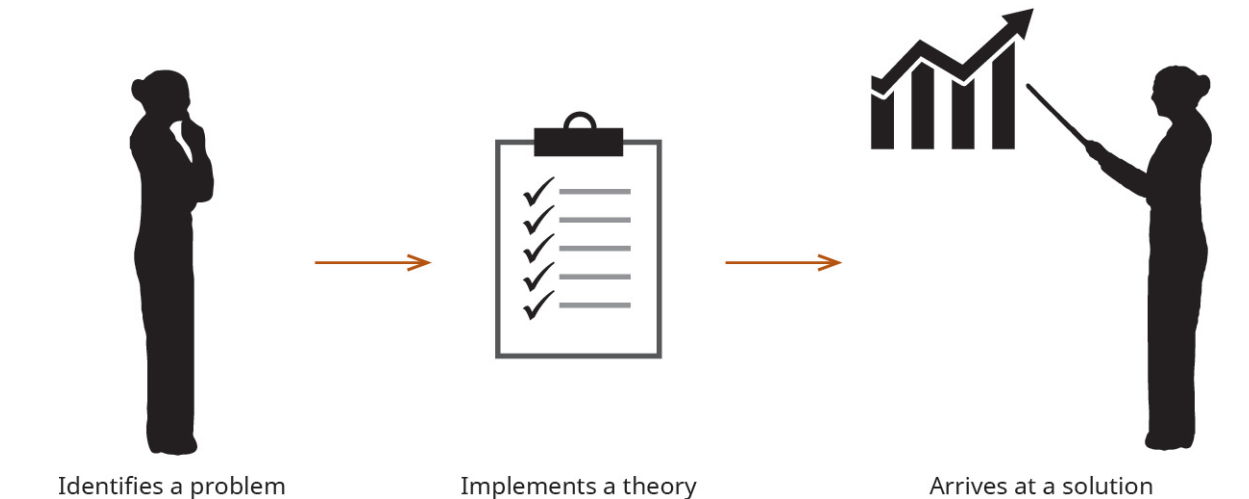 Identifies a problem
Implements a theory
Arrives at a solution